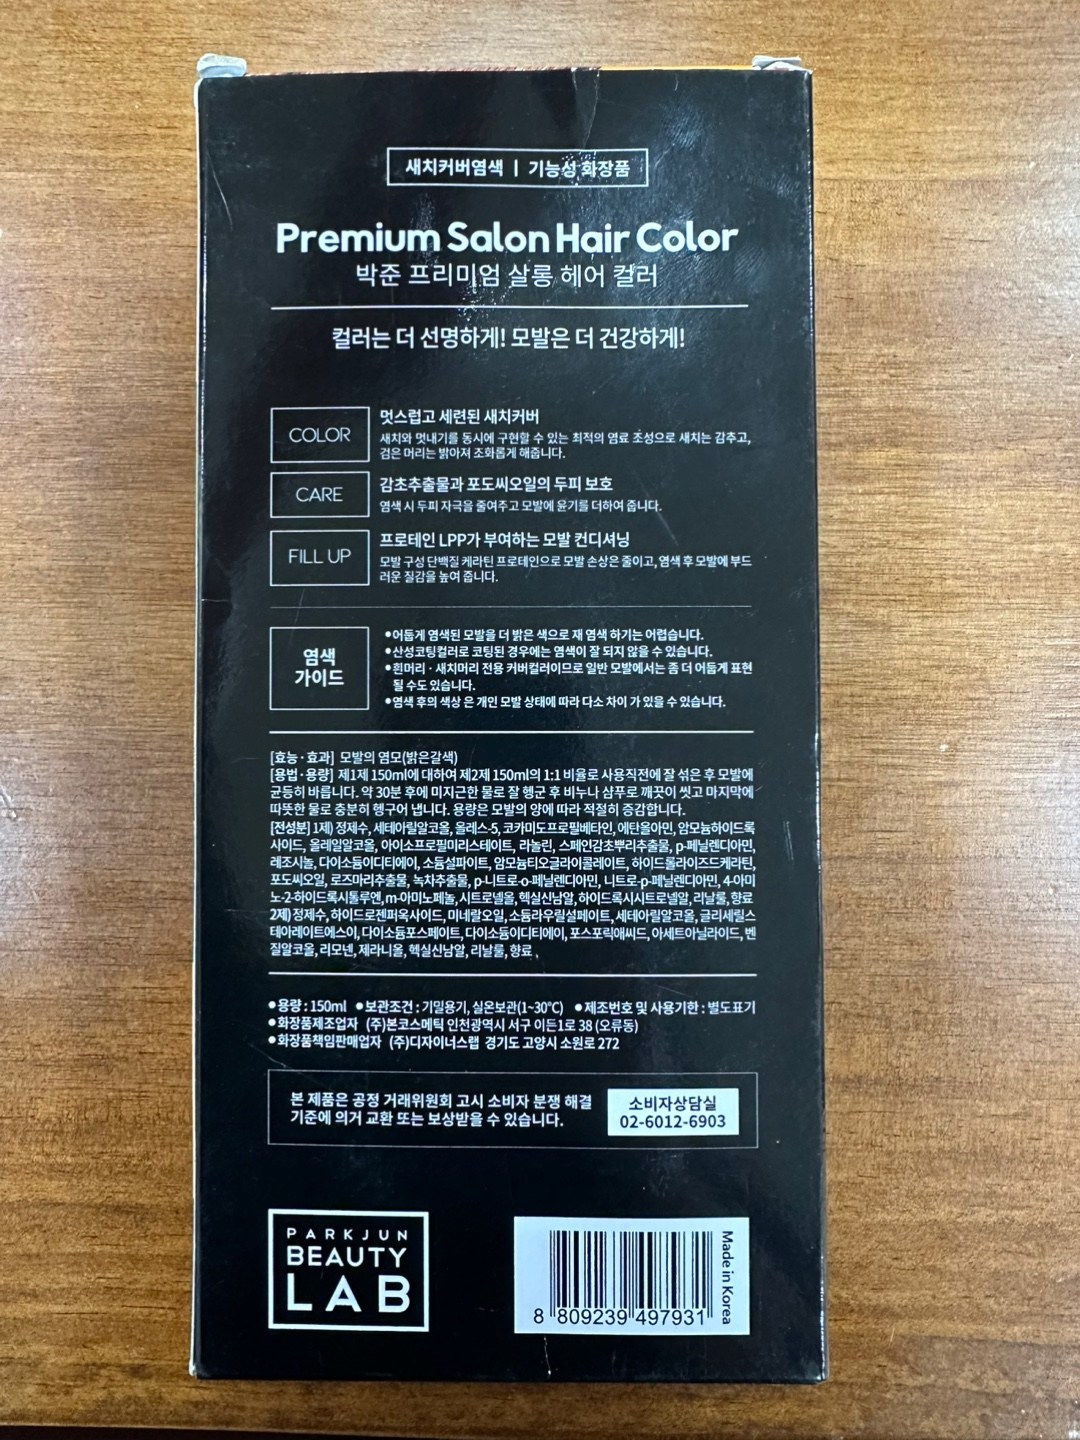 새치커버염색 | 기능성 화장품
Premium Salon Hair Color
박준 프리미엄 살롱 헤어 컬러
컬러는 더 선명하게! 모발은 더 건강하게!
COLOR
멋스럽고 세련된 새치커버
새치와 멋내기를 동시에 구현할 수 있는 최적의 염료 조성으로 새치는 감추고,
검은 머리는 밝아져 조화롭게 해줍니다.
CARE
감초추출물과 포도씨오일의 두피 보호
염색 시 두피 자극을 줄여주고 모발에 윤기를 더하여 줍니다.
FILL UP
프로테인 LPP가 부여하는 모발 컨디셔닝
모발 구성 단백질 케라틴 프로테인으로 모발 손상은 줄이고, 염색 후 모발에 부드
러운 질감을 높여 줍니다.
염색
가이드
●어둡게 염색된 모발을 더 밝은 색으로 재 염색 하기는 어렵습니다.
●산성코팅컬러로 코팅된 경우에는 염색이 잘 되지 않을 수 있습니다.
●흰머리·새치머리 전용 커버컬러이므로 일반 모발에서는 좀 더 어둡게 표현
될 수도 있습니다.
●염색 후의 색상 은 개인 모발 상태에 따라 다소 차이 가 있을 수 있습니다.
[효능·효과] 모발의 염모(밝은갈색)
[용법·용량] 제1제 150ml에 대하여 제2제 150ml의 1:1 비율로 사용직전에 잘 섞은 후 모발에
균등히 바릅니다. 약 30분 후에 미지근한 물로 잘 헹군 후 비누나 샴푸로 깨끗이 씻고 마지막에
따뜻한 물로 충분히 헹구어 냅니다. 용량은 모발의 양에 따라 적절히 증감합니다.
[전성분] 1제) 정제수, 세테아릴알코올, 올레스-5, 코카미도프로필베타인, 에탄올아민, 암모늄하이드록
사이드, 올레일알코올, 아이소프로필미리스테이트, 라놀린, 스페인감초뿌리추출물, p-페닐렌디아민,
레조시놀, 다이소듐이디티에이, 소듐설파이트, 암모늄티오글라이콜레이트, 하이드롤라이즈드케라틴,
포도씨오일, 로즈마리추출물, 녹차추출물, p-니트로-o-페닐렌디아민, 니트로-p-페닐렌디아민, 4-아미
노-2-하이드록시톨루엔, m-아미노페놀, 시트로넬올, 헥실신남알, 하이드록시시트로넬알, 리날룰, 향료
2제) 정제수, 하이드로젠퍼옥사이드, 미네랄오일, 소듐라우릴설페이트, 세테아릴알코올, 글리세릴스
테아레이트에스이, 다이소듐포스페이트, 다이소듐이디티에이, 포스포릭애씨드, 아세트아닐라이드, 벤
질알코올, 리모넨, 제라니올, 헥실신남알, 리날룰, 향료 .
●용량 : 150ml ●보관조건 : 기밀용기, 실온보관(1~30℃) ●제조번호 및 사용기한 : 별도표기
●화장품제조업자 (주)본코스메틱 인천광역시 서구 이든1로 38 (오류동)
●화장품책임판매업자 (주)디자이너스랩 경기도 고양시 소원로 272
본 제품은 공정 거래위원회 고시 소비자 분쟁 해결
기준에 의거 교환 또는 보상받을 수 있습니다.
소비자상담실
02-6012-6903
PARKJUN
BEAUTY
LAB
Made in Korea
8 809239 497931